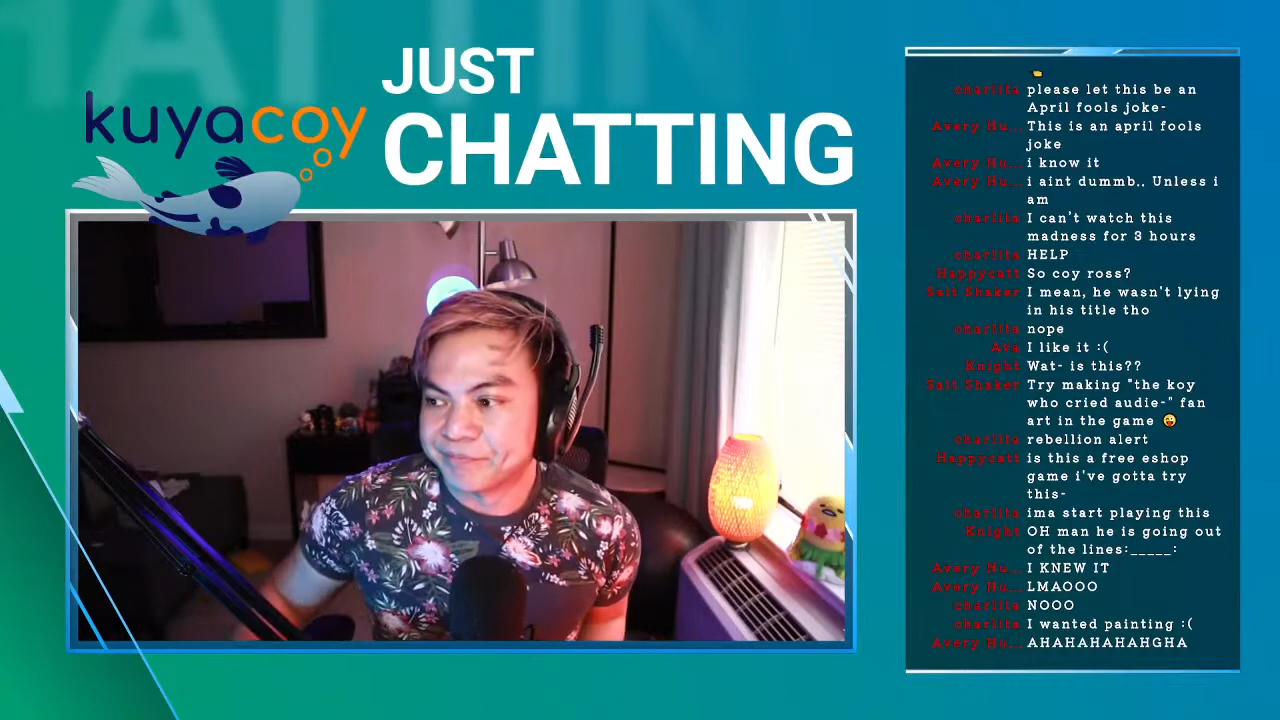 JUST
CHATTING
kuyacoy
charlita please let this be an
April fools joke-
Avery Hu... This is an april fools
joke
Avery Hu... i know it
Avery Hu... i aint dummb,, Unless i
am
charlita I can't watch this
madness for 3 hours
charlita HELP
Happycatt So coy ross?
Salt Shaker I mean, he wasn't lying
in his title tho
charlita nope
Ava I like it :(
Knight Wat- is this??
Salt Shaker Try making "the koy
who cried audie-" fan
art in the game 😜
charlita rebellion alert
Happycatt is this a free eshop
game i've gotta try
this-
charlita ima start playing this
Knight OH man he is going out
of the lines:_____:
Avery Hu... I KNEW IT
Avery Hu... LMAOOO
charlita NOOO
charlita I wanted painting :(
Avery Hu... AHAHAHAHAHGHA